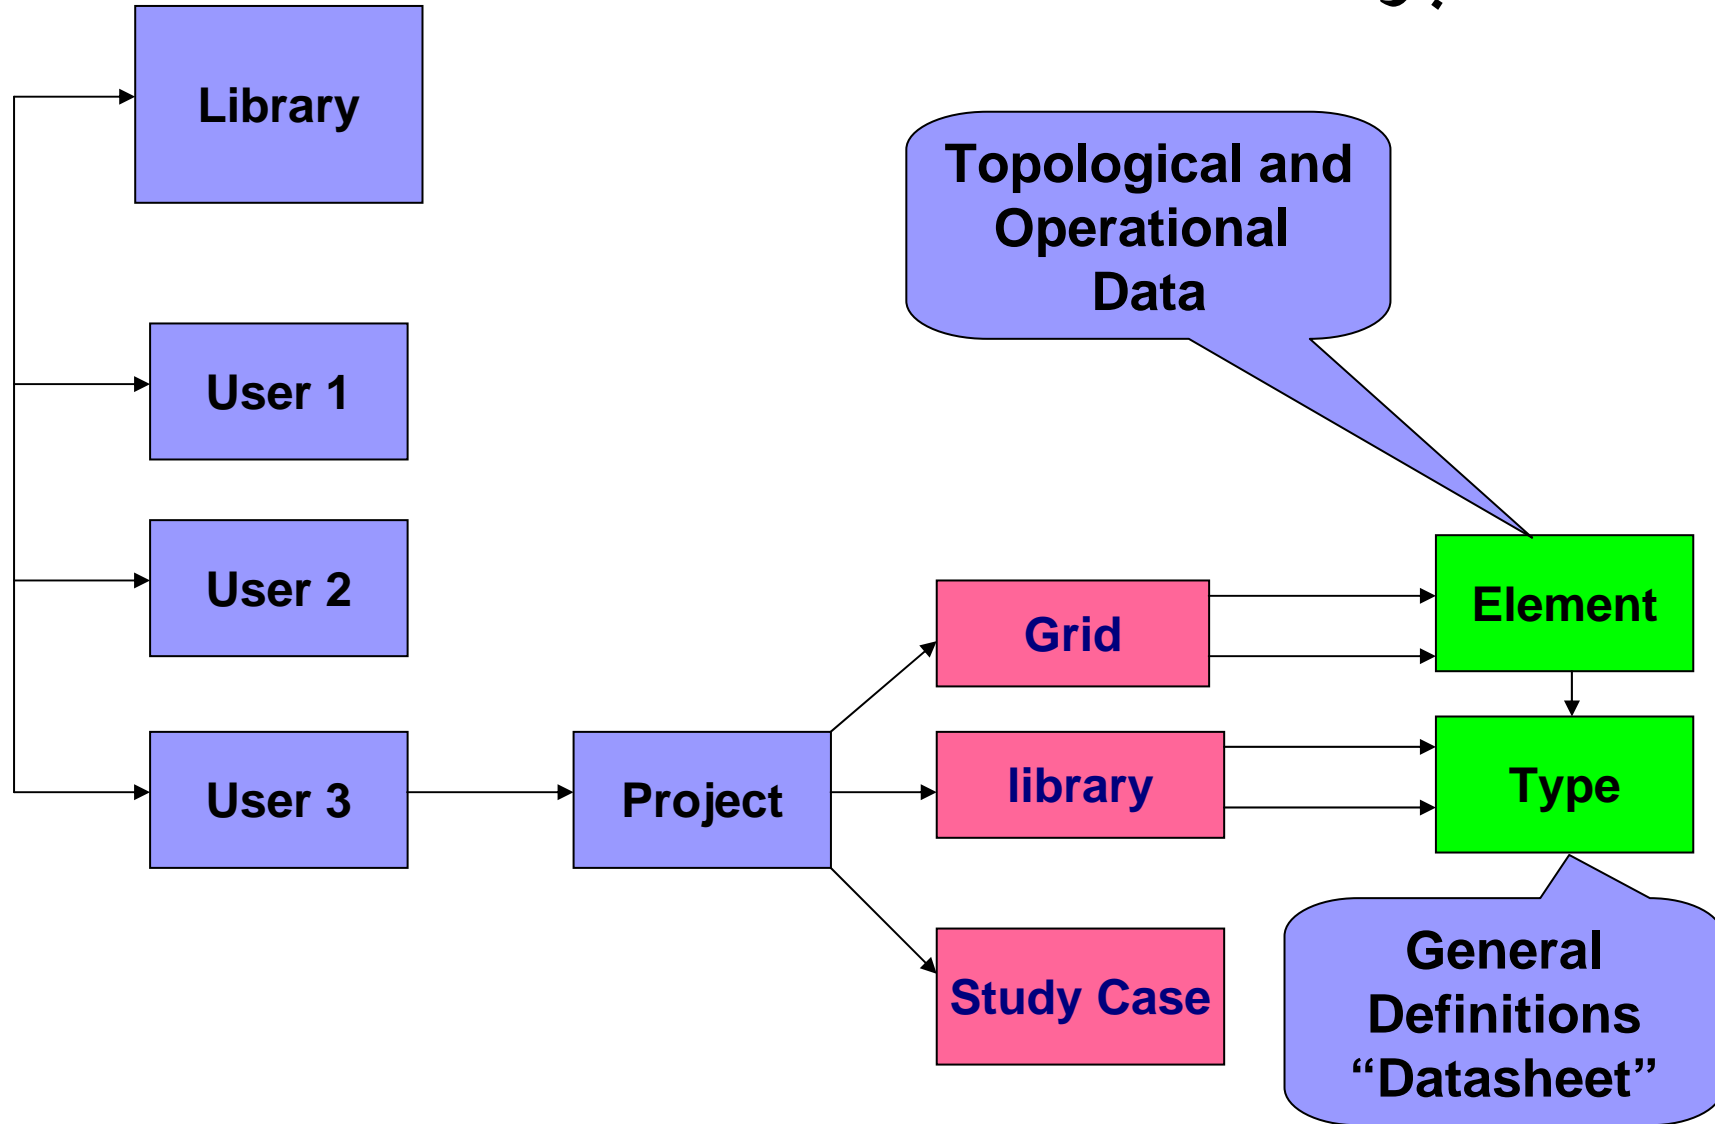 Library
Topological and
Operational
Data
User 1
User 2
Element
Grid
User 3
Project
library
Type
Study Case
General
Definitions
“Datasheet”